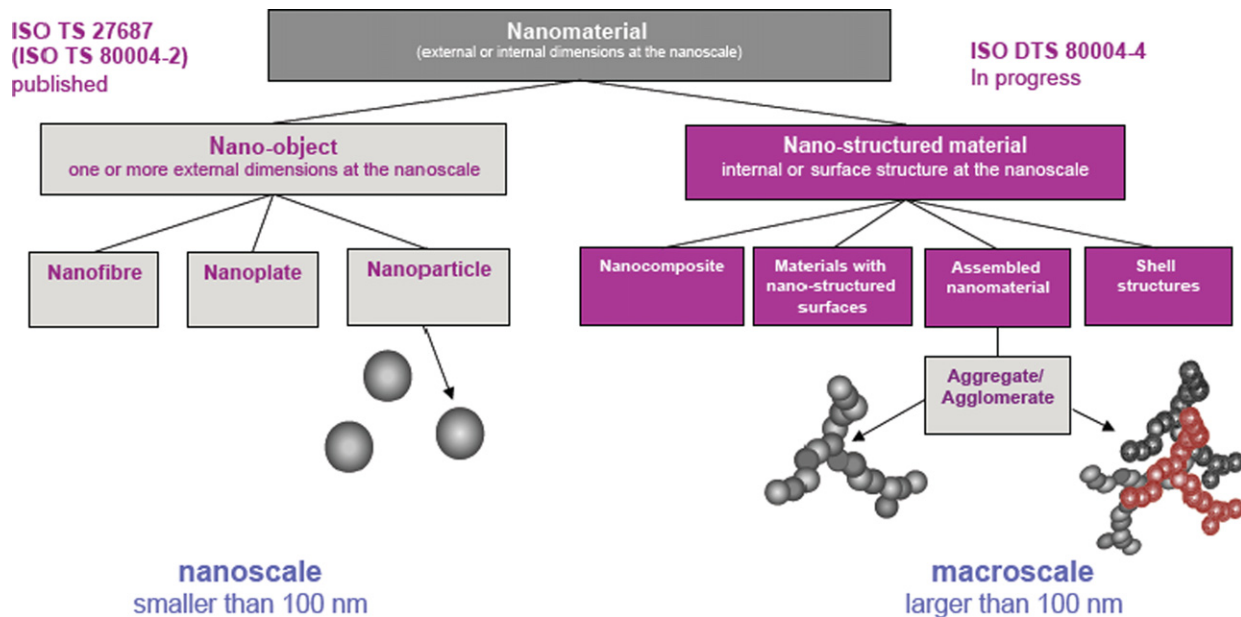 ISO TS 27687
(ISO TS 80004-2)
published
Nanomaterial
(external or internal dimensions at the nanoscale)
ISO DTS 80004-4
In progress
Nano-object
one or more external dimensions at the nanoscale
Nano-structured material
internal or surface structure at the nanoscale
Nanofibre
Nanoplate
Nanoparticle
Nanocomposite
Materials with
nano-structured
surfaces
Assembled
nanomaterial
Shell
structures
Aggregate/
Agglomerate
nanoscale
smaller than 100 nm
macroscale
larger than 100 nm